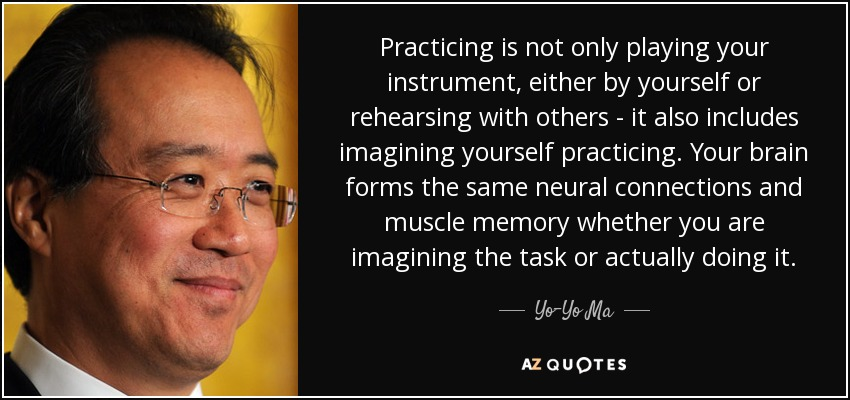 Practicing is not only playing your
instrument, either by yourself or
rehearsing with others - it also includes
imagining yourself practicing. Your brain
forms the same neural connections and
muscle memory whether you are
imagining the task or actually doing it.
Yo-Yo Ma
AZ QUOTES